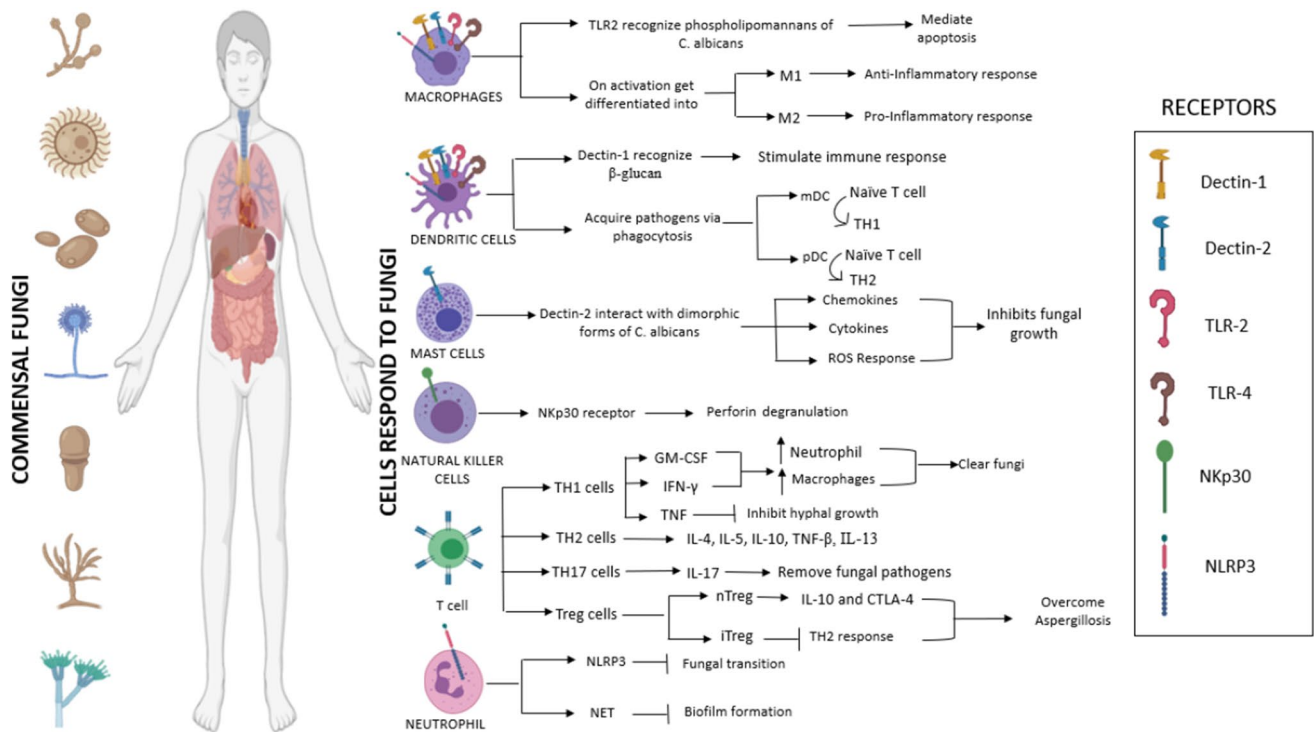 COMMENSAL FUNGI
CELLS RESPOND TO FUNGI
MACROPHAGES
TLR2 recognize phospholipomannans of
C. albicans
Mediate
apoptosis
On activation get
differentiated into
M1
Anti-Inflammatory response
M2
Pro-Inflammatory response
DENDRITIC CELLS
Dectin-1 recognize
β-glucan
Stimulate immune response
Acquire pathogens via
phagocytosis
mDC
Naïve T cell
TH1
pDC
Naïve T cell
TH2
MAST CELLS
Dectin-2 interact with dimorphic
forms of C. albicans
Chemokines
Cytokines
ROS Response
Inhibits fungal
growth
NATURAL KILLER
CELLS
NKp30 receptor
Perforin degranulation
T cell
TH1 cells
GM-CSF
IFN-γ
Neutrophil
Macrophages
Clear fungi
TNF
Inhibit hyphal growth
TH2 cells
IL-4, IL-5, IL-10, TNF-β, IL-13
TH17 cells
IL-17
Remove fungal pathogens
Treg cells
nTreg
IL-10 and CTLA-4
iTreg
TH2 response
Overcome
Aspergillosis
NEUTROPHIL
NLRP3
Fungal transition
NET
Biofilm formation
RECEPTORS
Dectin-1
Dectin-2
TLR-2
TLR-4
NKp30
NLRP3